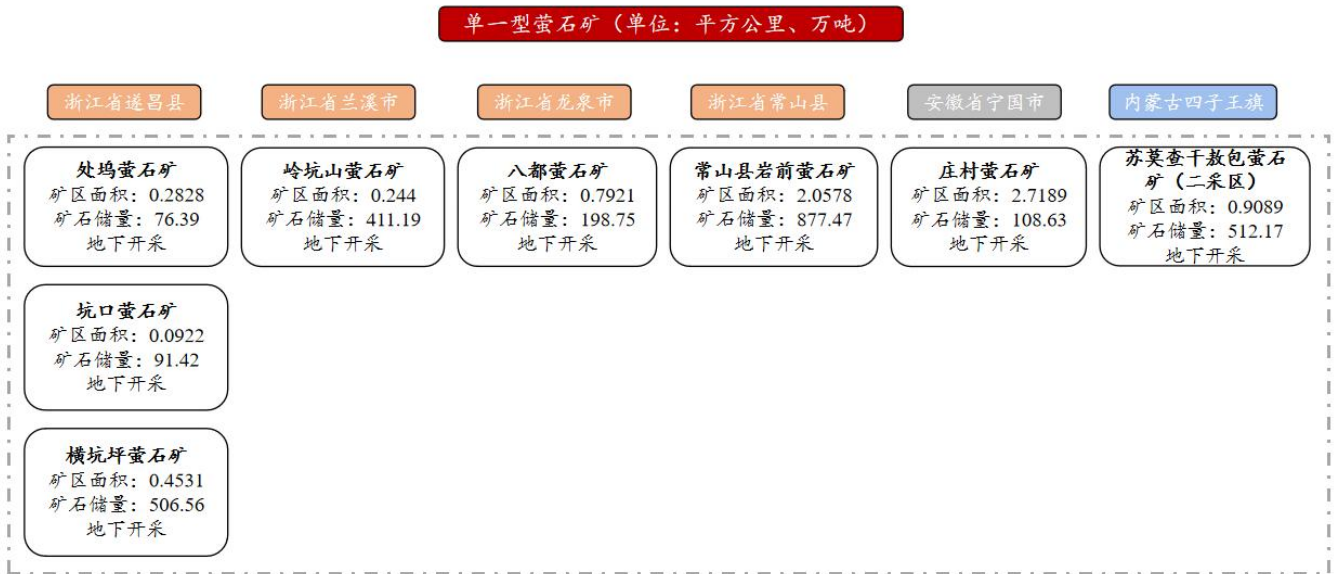 单一型萤石矿（单位：平方公里、万吨）
浙江省遂昌县
浙江省兰溪市
浙江省龙泉市
浙江省常山县
安徽省宁国市
内蒙古四子王旗
处坞萤石矿
矿区面积：0.2828
矿石储量：76.39
地下开采
岭坑山萤石矿
矿区面积：0.244
矿石储量：411.19
地下开采
八都萤石矿
矿区面积：0.7921
矿石储量：198.75
地下开采
常山县岩前萤石矿
矿区面积：2.0578
矿石储量：877.47
地下开采
庄村萤石矿
矿区面积：2.7189
矿石储量：108.63
地下开采
苏莫查干敖包萤石
矿（二采区）
矿区面积：0.9089
矿石储量：512.17
地下开采
坑口萤石矿
矿区面积：0.0922
矿石储量：91.42
地下开采
横坑坪萤石矿
矿区面积：0.4531
矿石储量：506.56
地下开采